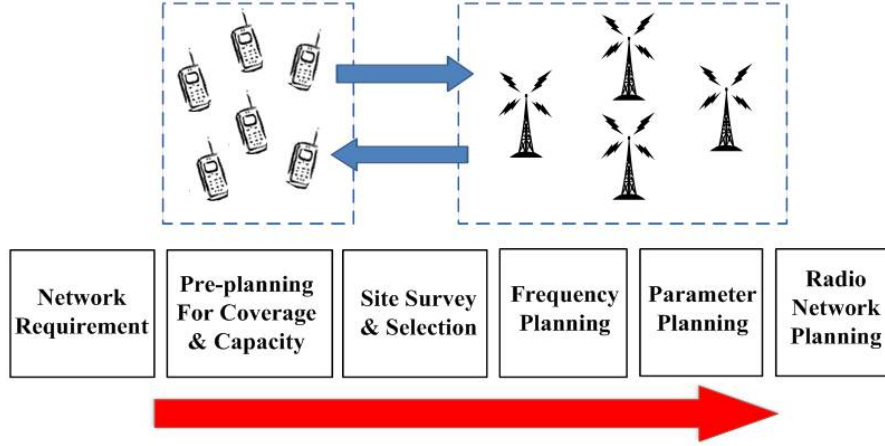 Network
Requirement
Pre-planning
For Coverage
& Capacity
Site Survey
& Selection
Frequency
Planning
Parameter
Planning
Radio
Network
Planning